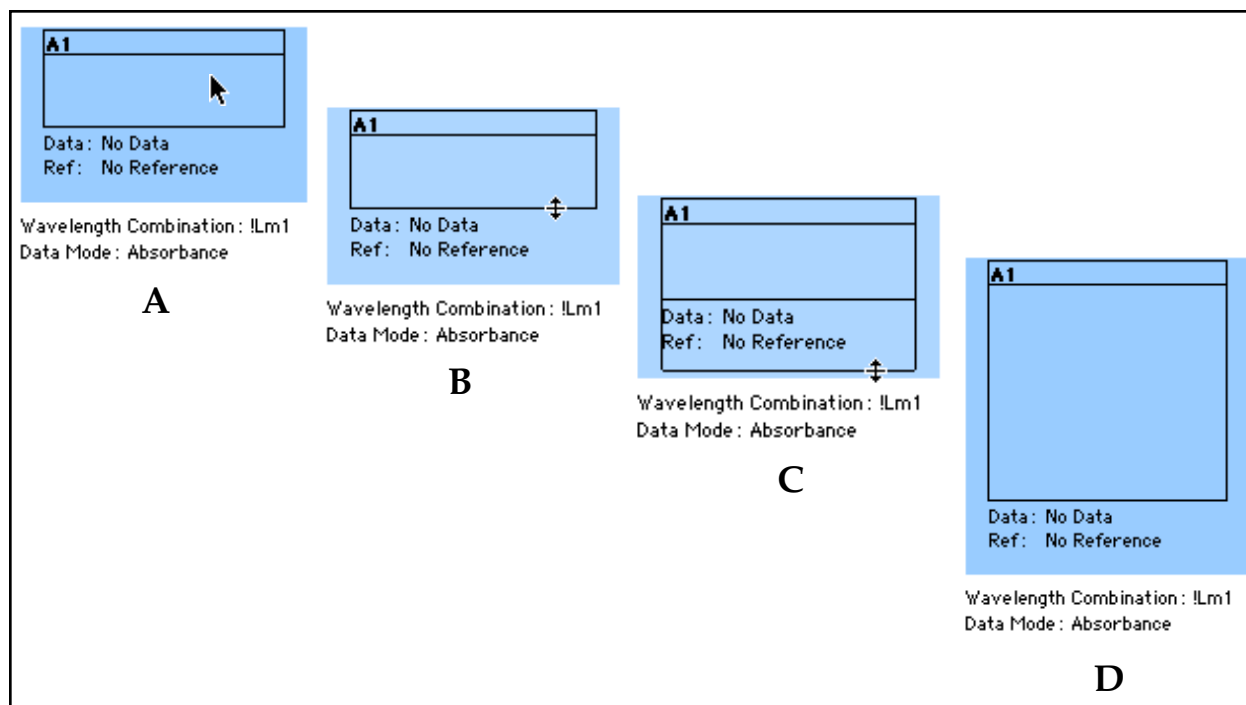 A1
Data: No Data
Ref: No Reference
Wavelength Combination: !Lm1
Data Mode: Absorbance
A
A1
Data: No Data
Ref: No Reference
Wavelength Combination: !Lm1
Data Mode: Absorbance
B
A1
Data: No Data
Ref: No Reference
Wavelength Combination: !Lm1
Data Mode: Absorbance
C
A1
Data: No Data
Ref: No Reference
Wavelength Combination: !Lm1
Data Mode: Absorbance
D